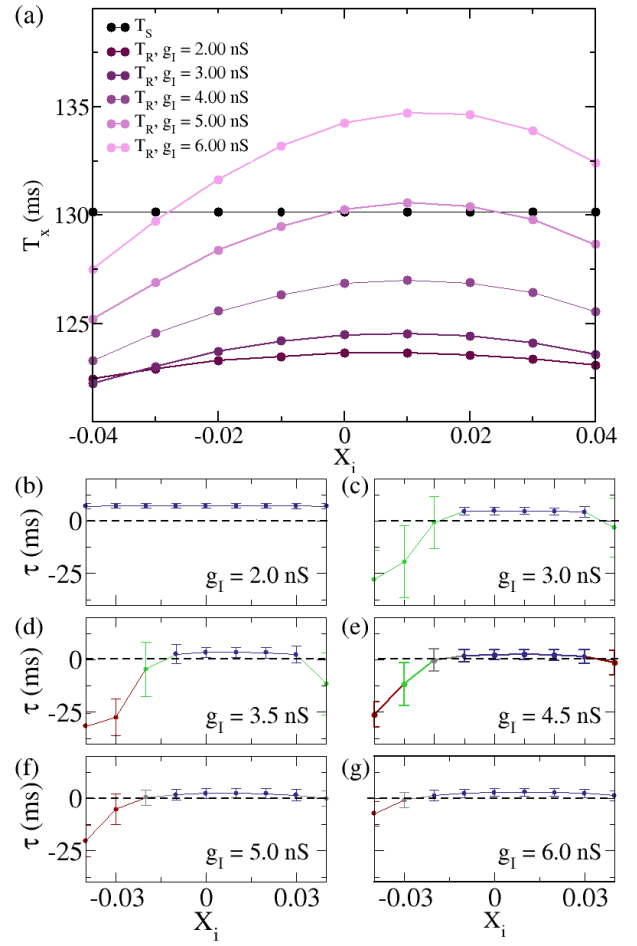 (a)
T_S
T_R, g_I = 2.00 nS
T_R, g_I = 3.00 nS
T_R, g_I = 4.00 nS
T_R, g_I = 5.00 nS
T_R, g_I = 6.00 nS
T_x (ms)
135
130
125
-0.04 -0.02 0 0.02 0.04
X_i
(b) (c)
τ (ms)
0
-25
g_I = 2.0 nS g_I = 3.0 nS
(d) (e)
τ (ms)
0
-25
g_I = 3.5 nS g_I = 4.5 nS
(f) (g)
τ (ms)
0
-25
g_I = 5.0 nS g_I = 6.0 nS
-0.03 0 0.03 -0.03 0 0.03
X_i X_i